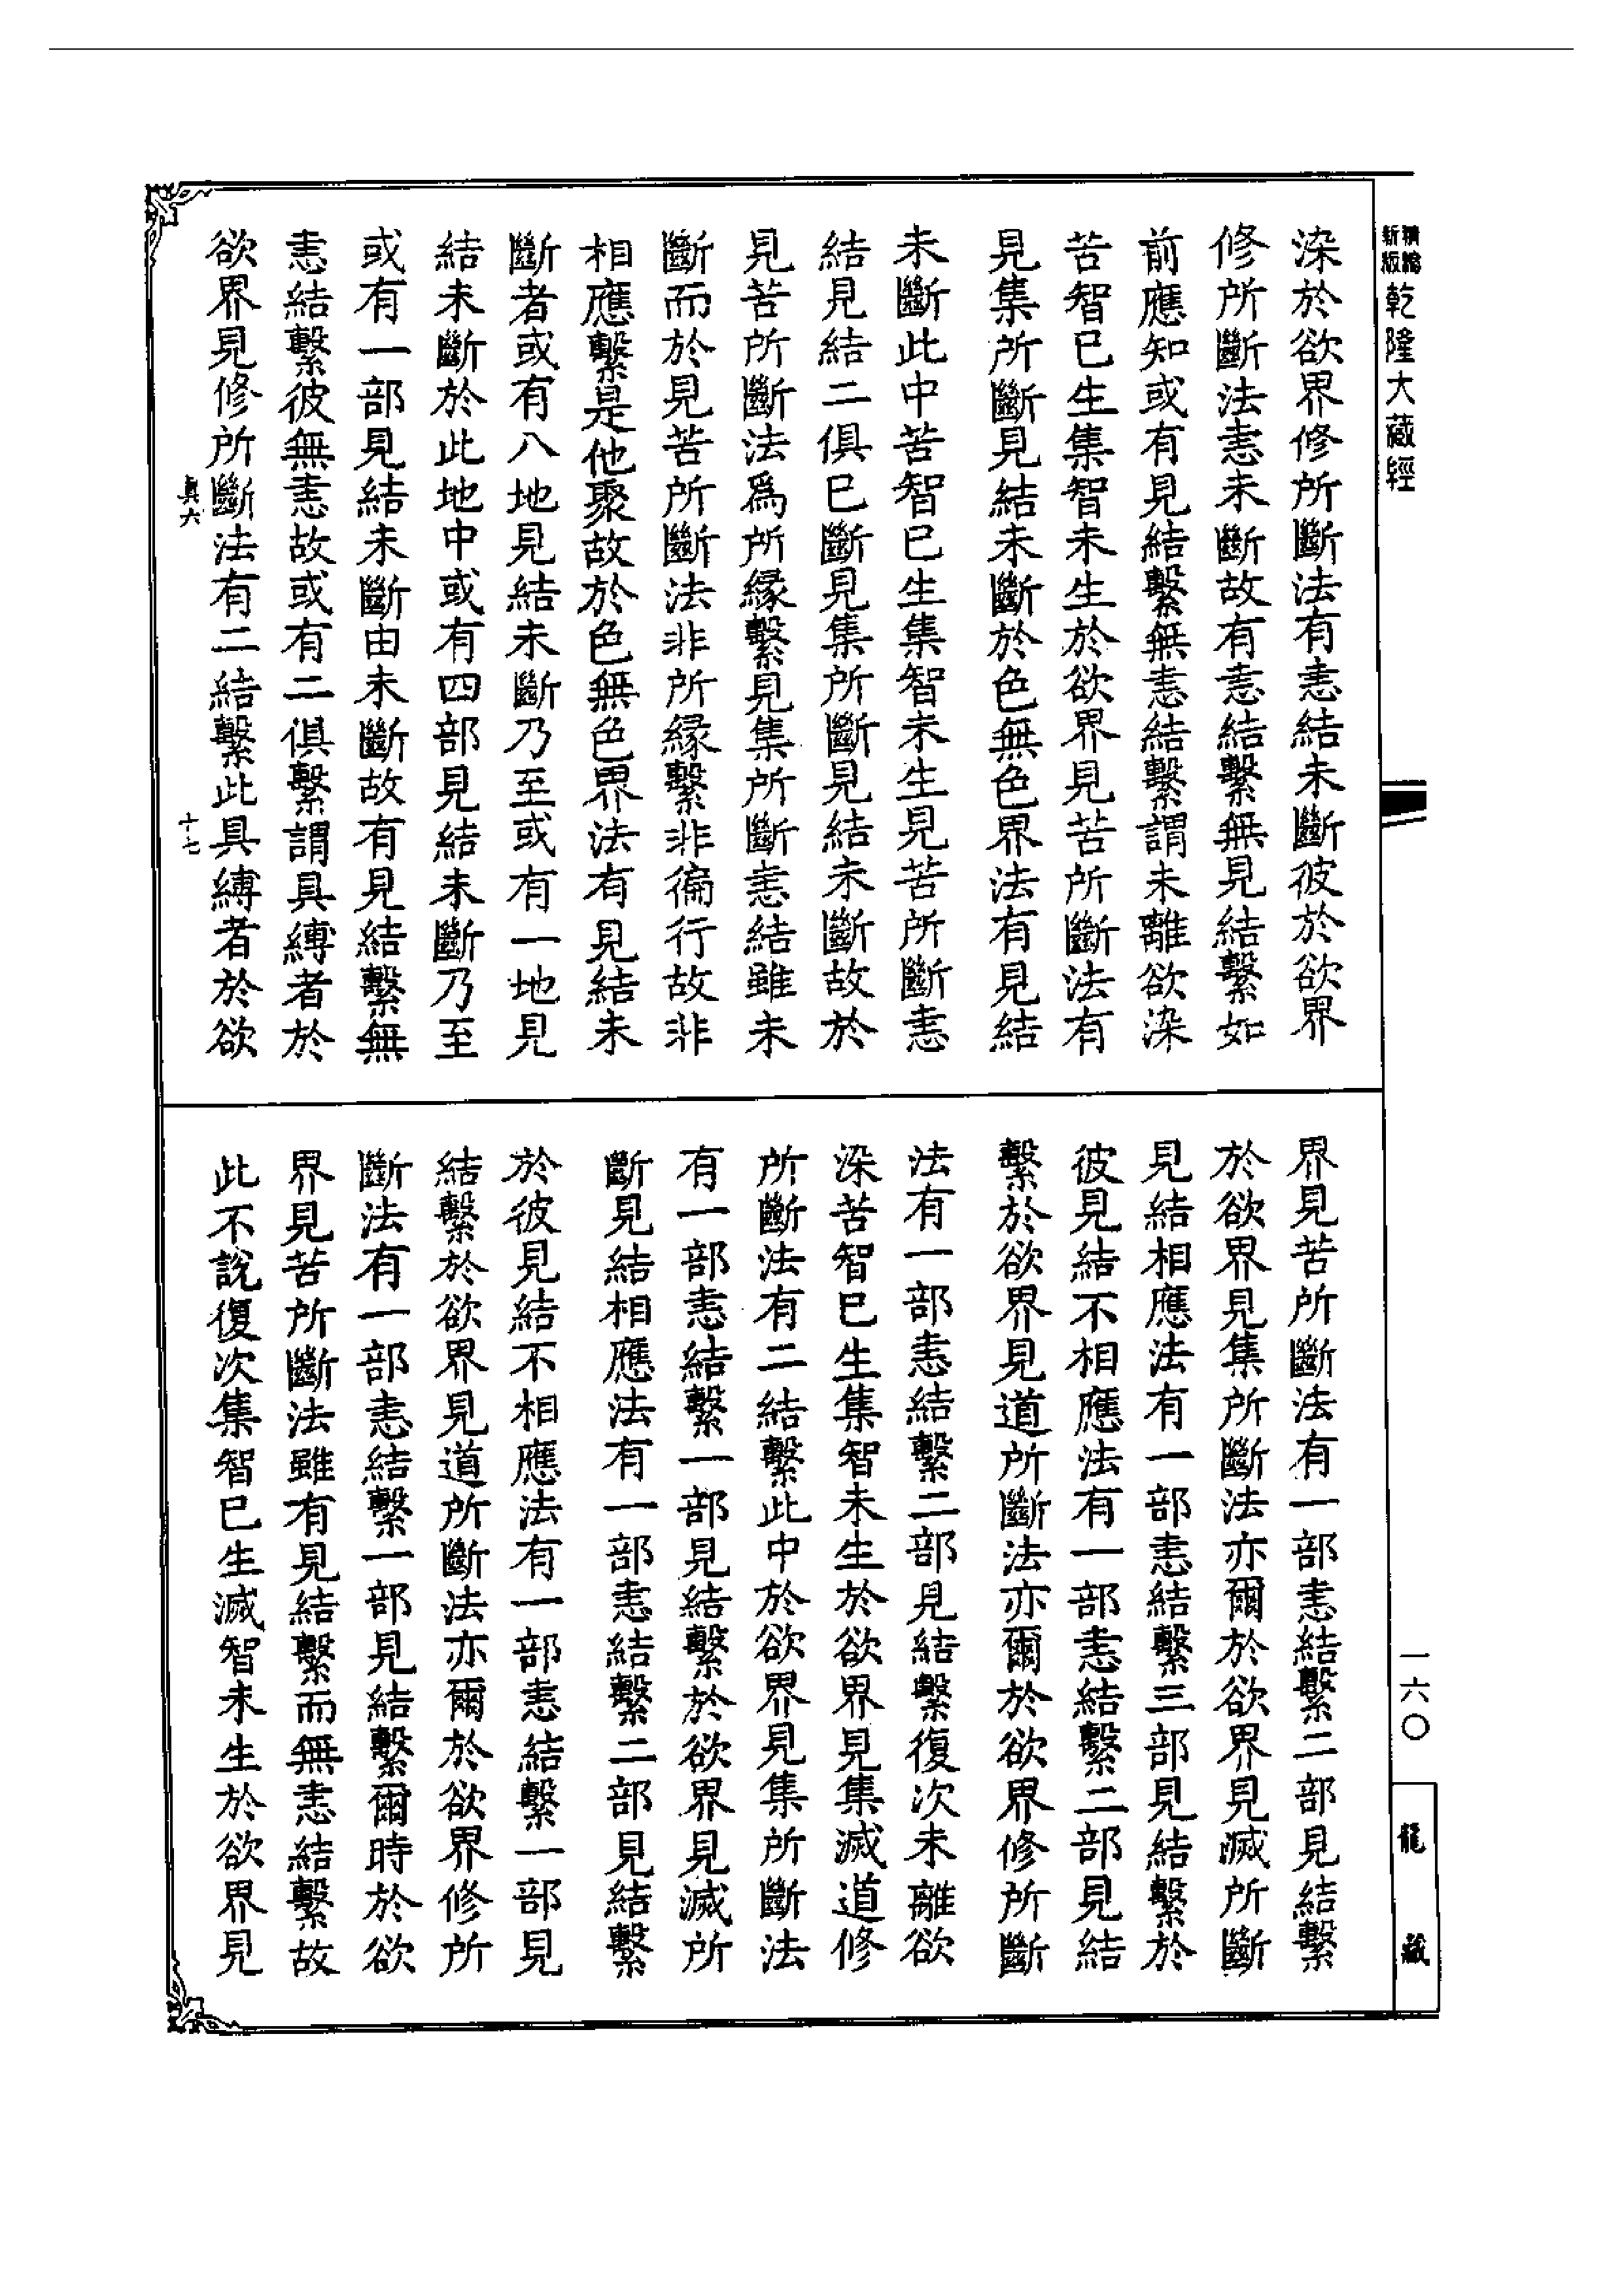 精縮新版乾隆大藏經
染於欲界修所斷法有恚結未斷彼於欲界
修所斷法恚未斷故有恚結繫無見結繫如
前應知或有見結繫無恚結繫謂未離欲染
苦智已生集智未生於欲界見苦所斷法有
見集所斷見結未斷於色無色界法有見結
未斷此中苦智已生集智未生見苦所斷恚
結見結二俱已斷見集所斷見結未斷故於
見苦所斷法爲所緣繫見集所斷恚結雖未
斷而於見苦所斷法非所緣繫非徧行故非
相應繫是他聚故於色無色界法有見結未
斷者或有八地見結未斷乃至或有一地見
結未斷於此地中或有四部見結未斷乃至
或有一部見結未斷由未斷故有見結繫無
恚結繫彼無恚故或有二俱繫謂具縛者於
欲界見修所斷法有二結繫此具縛者於欲
界見苦所斷法有一部恚結繫二部見結繫
於欲界見集所斷法亦爾於欲界見滅所斷
見結相應法有一部恚結繫三部見結繫於
彼見結不相應法有一部恚結繫二部見結
繫於欲界見道所斷法亦爾於欲界修所斷
法有一部恚結繫二部見結繫復次未離欲
染苦智已生集智未生於欲界見集滅道修
所斷法有二結繫此中於欲界見集所斷法
有一部恚結繫一部見結繫於欲界見滅所
斷見結相應法有一部恚結繫二部見結繫
於彼見結不相應法有一部恚結繫一部見
結繫於欲界見道所斷法亦爾於欲界修所
斷法有一部恚結繫一部見結繫爾時於欲
界見苦所斷法雖有見結繫而無恚結繫故
此不說復次集智已生滅智未生於欲界見
十七
一六〇
龍藏